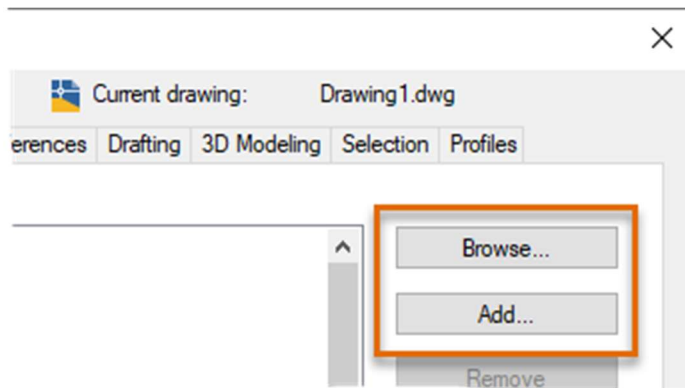 Current drawing: Drawing1.dwg
erences Drafting 3D Modeling Selection Profiles
Browse...
Add...
Remove